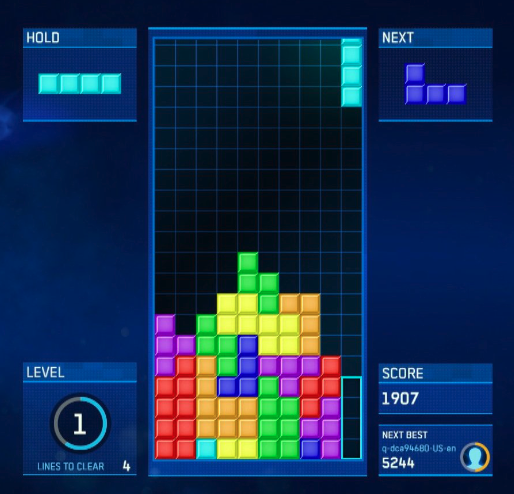 HOLD
NEXT
LEVEL
1
LINES TO CLEAR 4
SCORE
1907
NEXT BEST
q-dca94680-US-en
5244